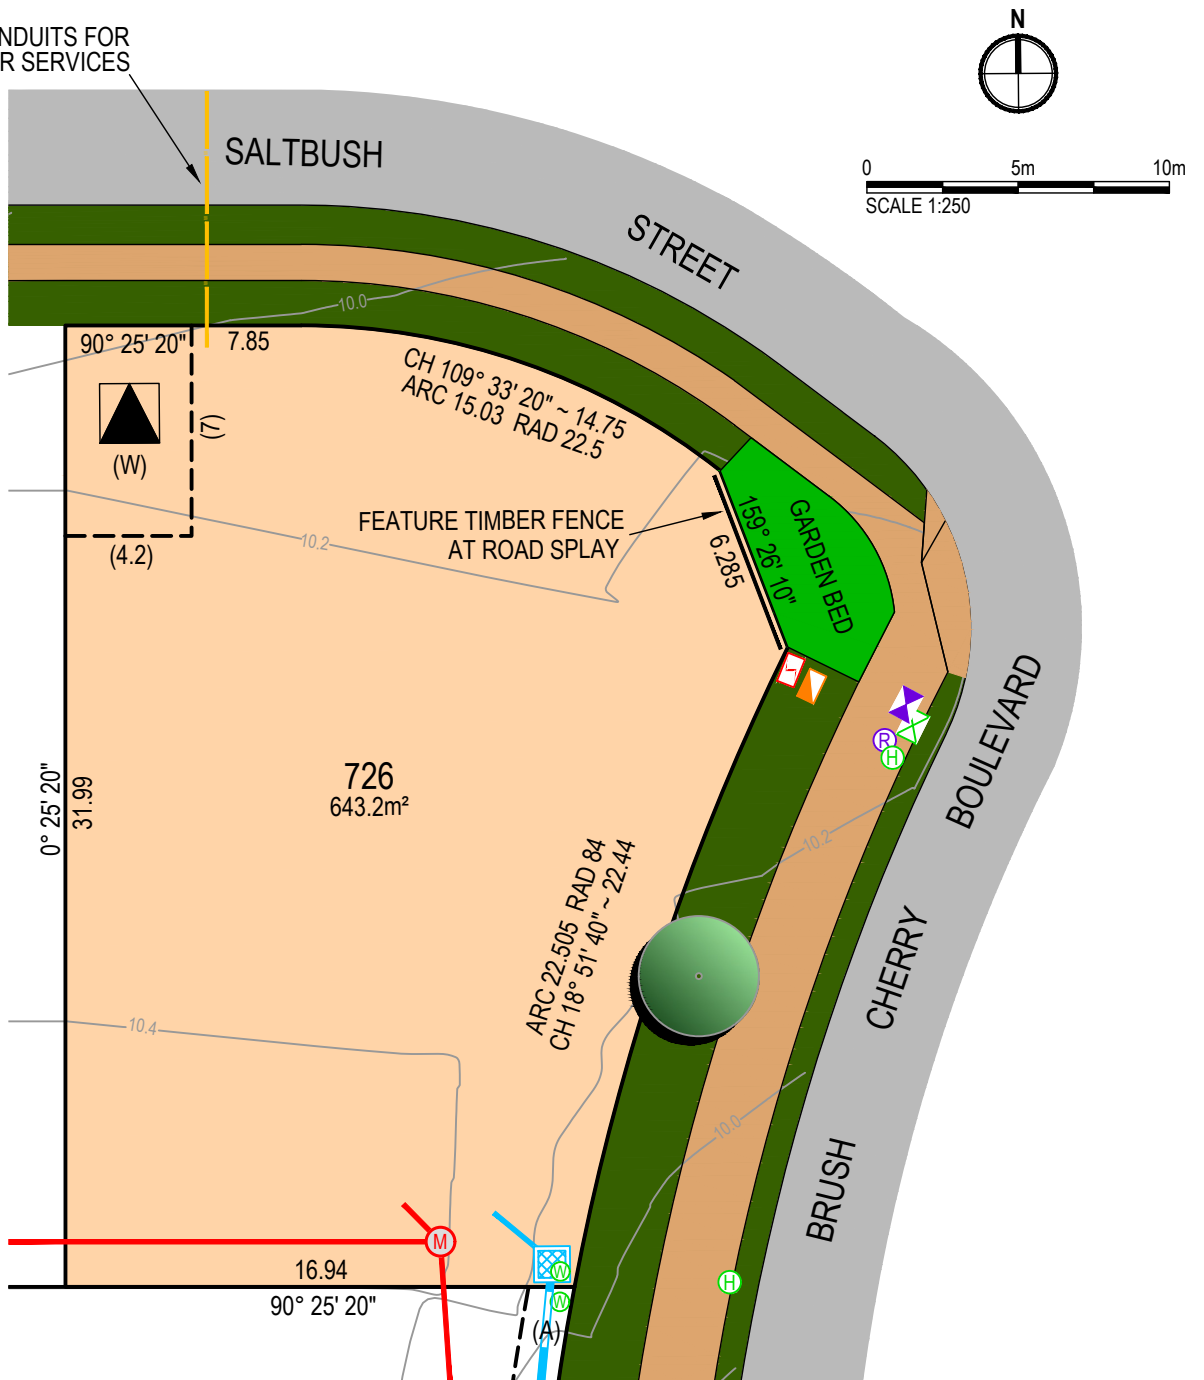 NDUITS FOR
R SERVICES
N
0 5m 10m
SCALE 1:250
SALTBUSH
STREET
10.0
90° 25' 20"
7.85
CH 109° 33' 20" ~ 14.75
ARC 15.03 RAD 22.5
(7)
(W)
(4.2)
FEATURE TIMBER FENCE
AT ROAD SPLAY
159° 26' 10"
6.285
GARDEN BED
10.2
BOULEVARD
R
H
726
643.2m²
0° 25' 20"
31.99
10.2
ARC 22.505 RAD 84
CH 18° 51' 40" ~ 22.44
CHERRY
10.4
10.0
BRUSH
M
16.94
90° 25' 20"
W
W
H
(A)